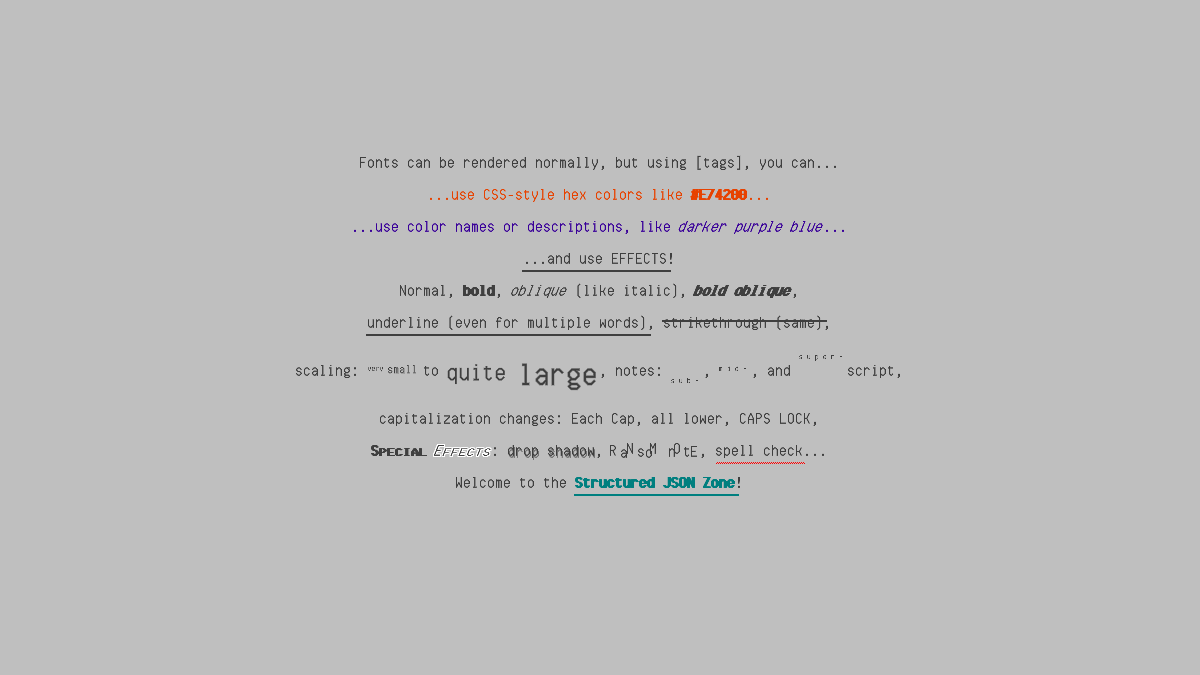 Fonts can be rendered normally, but using [tags], you can...
...use CSS-style hex colors like #E74200...
...use color names or descriptions, like darker purple blue...
...and use EFFECTS!
Normal, bold, oblique (like italic), bold oblique,
underline (even for multiple words), strikethrough (same),
scaling: very small to quite large, notes: sub-, mid-, and super- script,
capitalization changes: Each Cap, all lower, CAPS LOCK,
Special Effects: drop shadow, RaNsoM nOtE, spell check...
Welcome to the Structured JSON Zone!